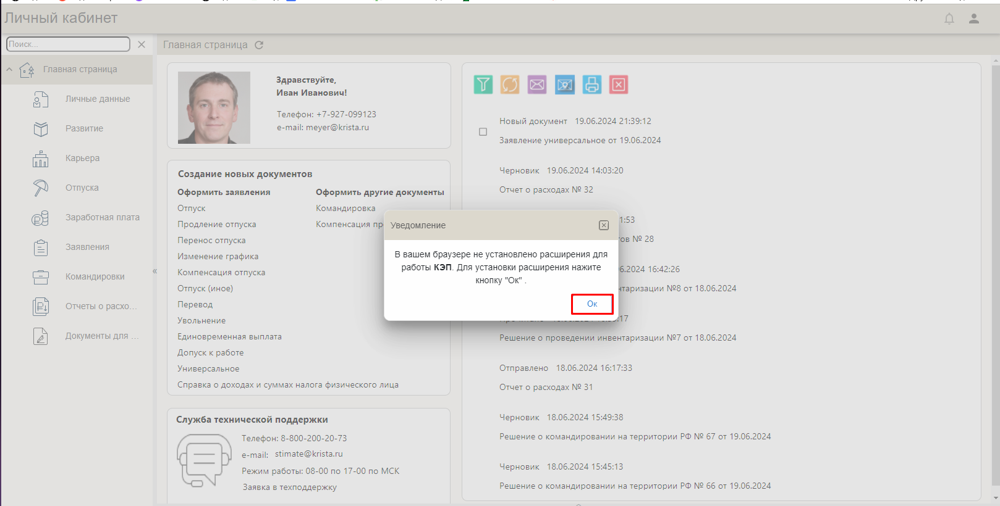 Личный кабинет
Поиск...
Главная страница
Главная страница
Личные данные
Развитие
Карьера
Отпуска
Заработная плата
Заявления
Командировки
Отчеты о расхо...
Документы для ...
«
Здравствуйте,
Иван Иванович!
Телефон: +7-927-099123
e-mail: meyer@krista.ru
Создание новых документов
Оформить заявления
Отпуск
Продление отпуска
Перенос отпуска
Изменение графика
Компенсация отпуска
Отпуск (иное)
Перевод
Увольнение
Единовременная выплата
Допуск к работе
Универсальное
Справка о доходах и суммах налога физического лица
Оформить другие документы
Командировка
Компенсация пр
Служба технической поддержки
Телефон: 8-800-200-20-73
e-mail: stimate@krista.ru
Режим работы: 08-00 по 17-00 по МСК
Заявка в техподдержку
Уведомление
В вашем браузере не установлено расширения для
работы КЭП. Для установки расширения нажите
кнопку "Ок" .
Ок
Новый документ 19.06.2024 21:39:12
Заявление универсальное от 19.06.2024
Черновик 19.06.2024 14:03:20
Отчет о расходах № 32
1:53
ов № 28
6.2024 16:42:26
нтаризации №8 от 18.06.2024
:17
Решение о проведении инвентаризации №7 от 18.06.2024
Отправлено 18.06.2024 16:17:33
Отчет о расходах № 31
Черновик 18.06.2024 15:49:38
Решение о командировании на территории РФ № 67 от 19.06.2024
Черновик 18.06.2024 15:45:13
Решение о командировании на территории РФ № 66 от 19.06.2024